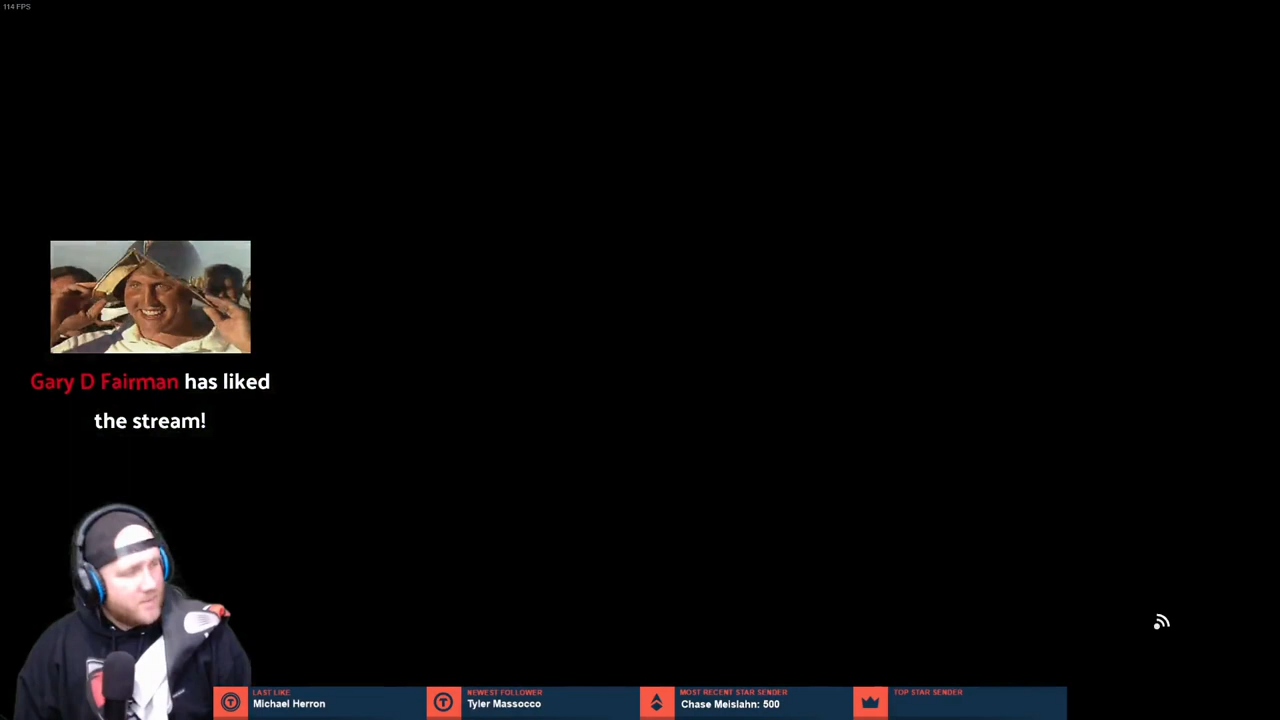 114 FPS
Gary D Fairman has liked
the stream!
LAST LIKE
Michael Herron
NEWEST FOLLOWER
Tyler Massocco
MOST RECENT STAR SENDER
Chase Meislahn: 500
TOP STAR SENDER